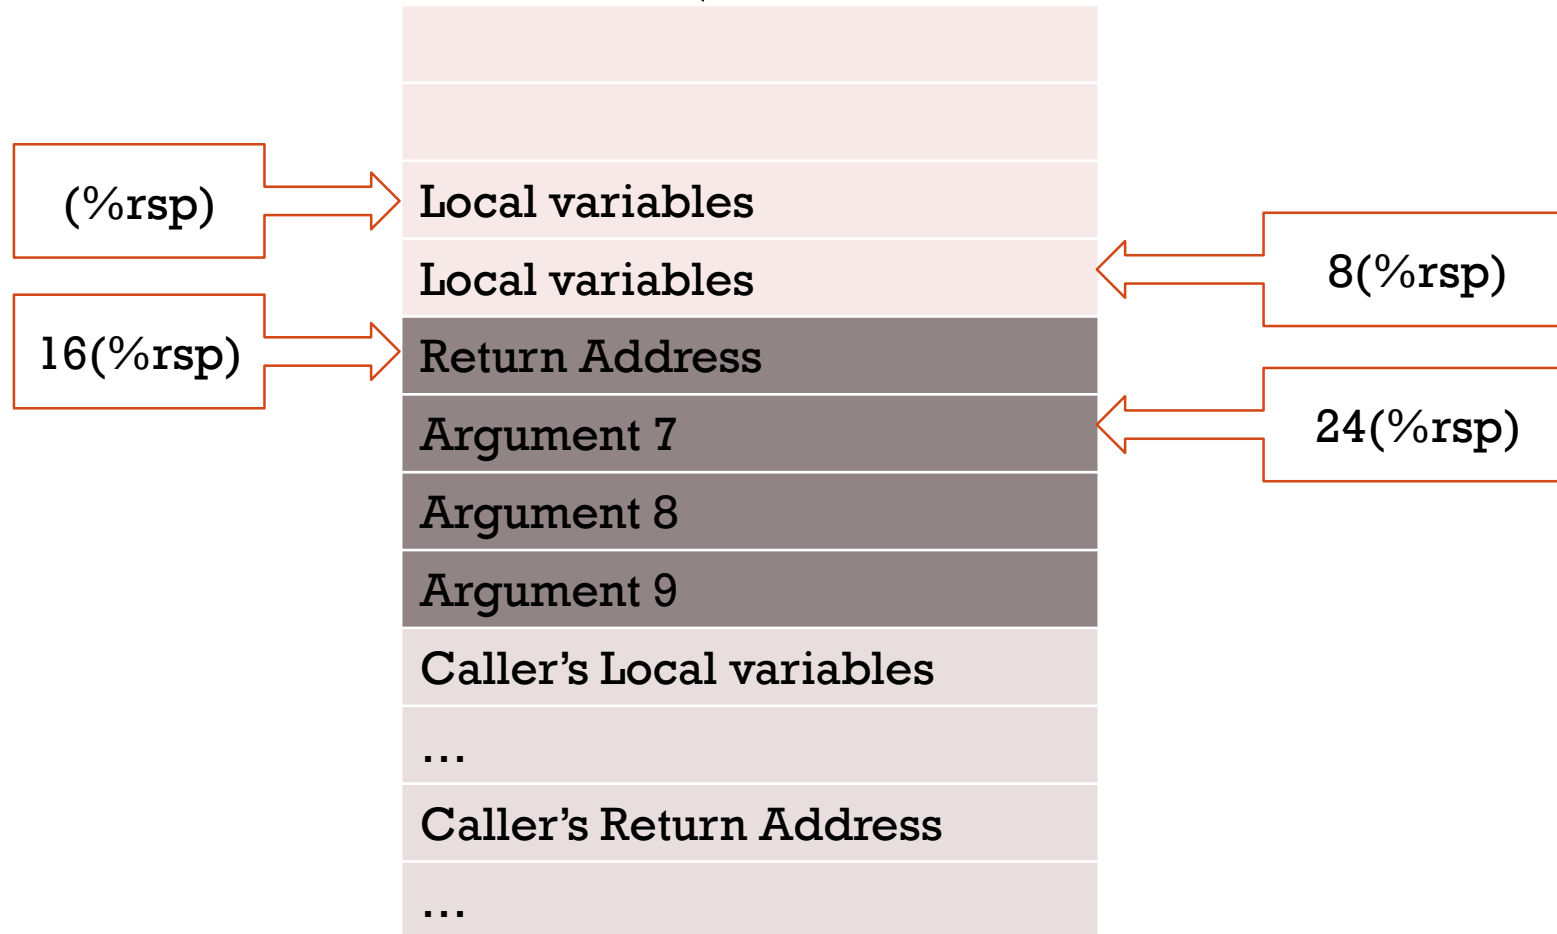 (%rsp)
Local variables
Local variables
8(%rsp)
16(%rsp)
Return Address
Argument 7
24(%rsp)
Argument 8
Argument 9
Caller’s Local variables
...
Caller’s Return Address
...